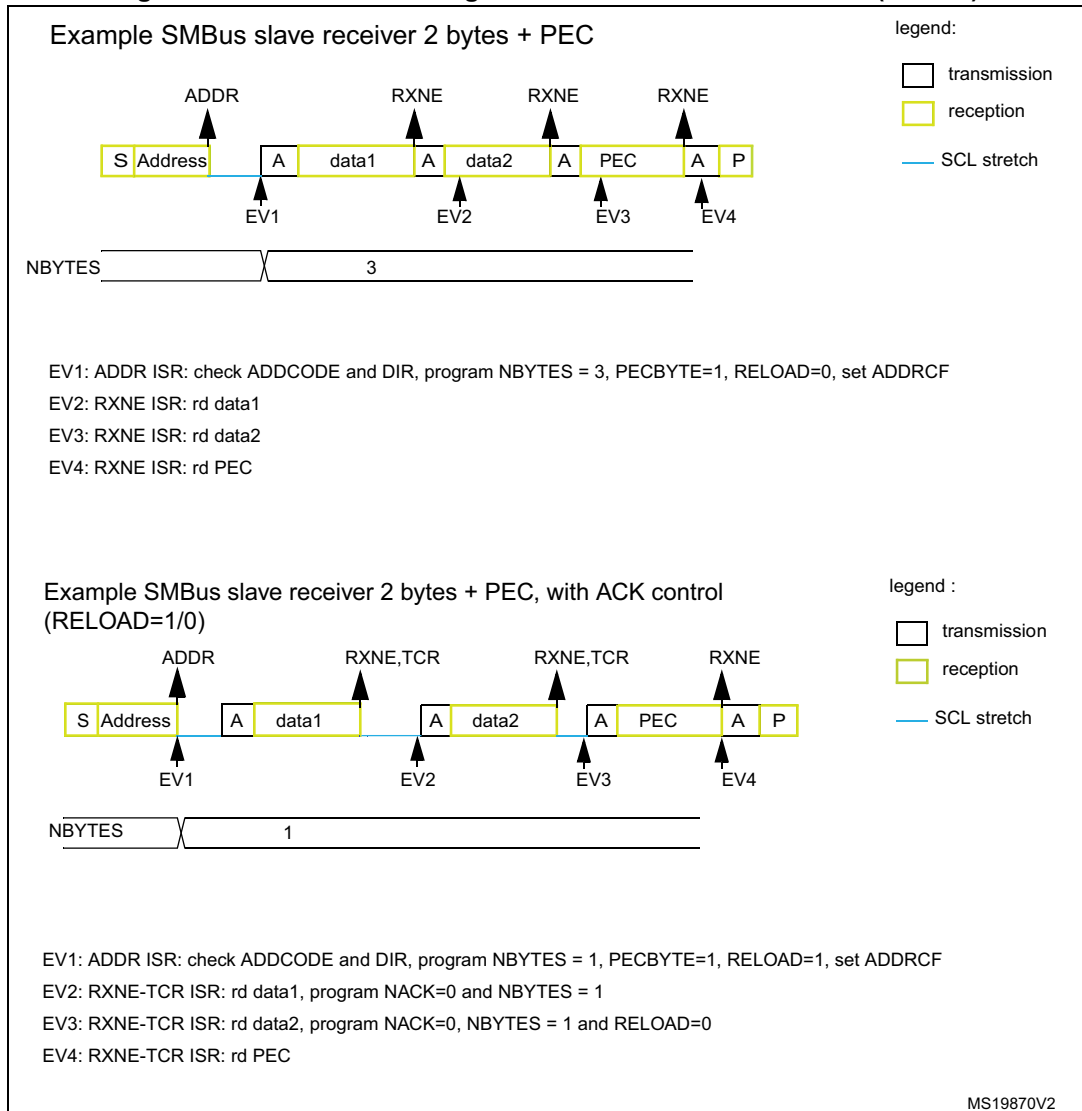 Example SMBus slave receiver 2 bytes + PEC
legend:
transmission
reception
SCL stretch
ADDR RXNE RXNE RXNE
S Address A data1 A data2 A PEC A P
EV1 EV2 EV3 EV4
NBYTES 3
EV1: ADDR ISR: check ADDCODE and DIR, program NBYTES = 3, PECBYTE=1, RELOAD=0, set ADDRCF
EV2: RXNE ISR: rd data1
EV3: RXNE ISR: rd data2
EV4: RXNE ISR: rd PEC
Example SMBus slave receiver 2 bytes + PEC, with ACK control
(RELOAD=1/0)
legend :
transmission
reception
SCL stretch
ADDR RXNE,TCR RXNE,TCR RXNE
S Address A data1 A data2 A PEC A P
EV1 EV2 EV3 EV4
NBYTES 1
EV1: ADDR ISR: check ADDCODE and DIR, program NBYTES = 1, PECBYTE=1, RELOAD=1, set ADDRCF
EV2: RXNE-TCR ISR: rd data1, program NACK=0 and NBYTES = 1
EV3: RXNE-TCR ISR: rd data2, program NACK=0, NBYTES = 1 and RELOAD=0
EV4: RXNE-TCR ISR: rd PEC
MS19870V2